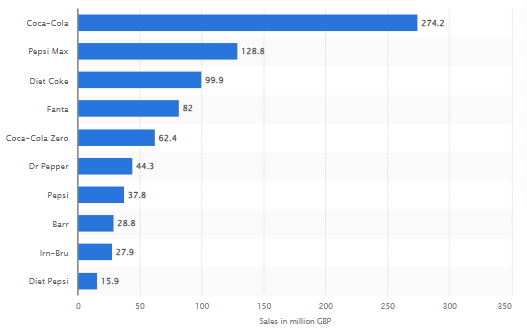 Coca-Cola 274.2
Pepsi Max 128.8
Diet Coke 99.9
Fanta 82
Coca-Cola Zero 62.4
Dr Pepper 44.3
Pepsi 37.8
Barr 28.8
Irn-Bru 27.9
Diet Pepsi 15.9
0 50 100 150 200 250 300 350
Sales in million GBP